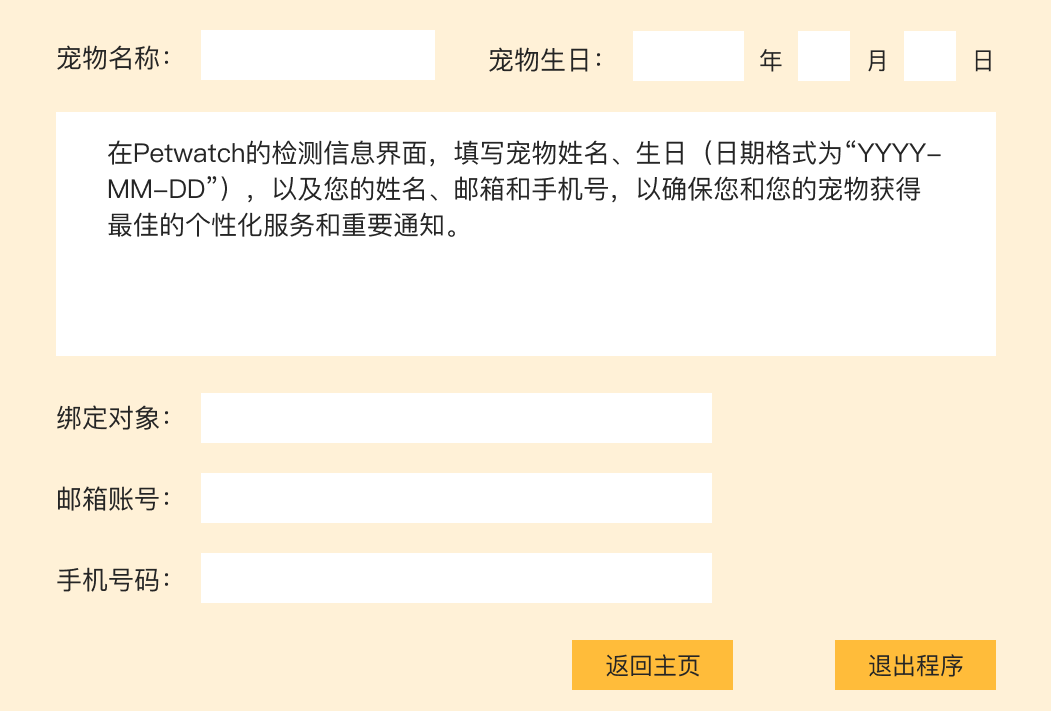 宠物名称： 宠物生日： 年 月 日
在Petwatch的检测信息界面，填写宠物姓名、生日（日期格式为“YYYY-
MM-DD”），以及您的姓名、邮箱和手机号，以确保您和您的宠物获得
最佳的个性化服务和重要通知。
绑定对象：
邮箱账号：
手机号码：
返回主页 退出程序